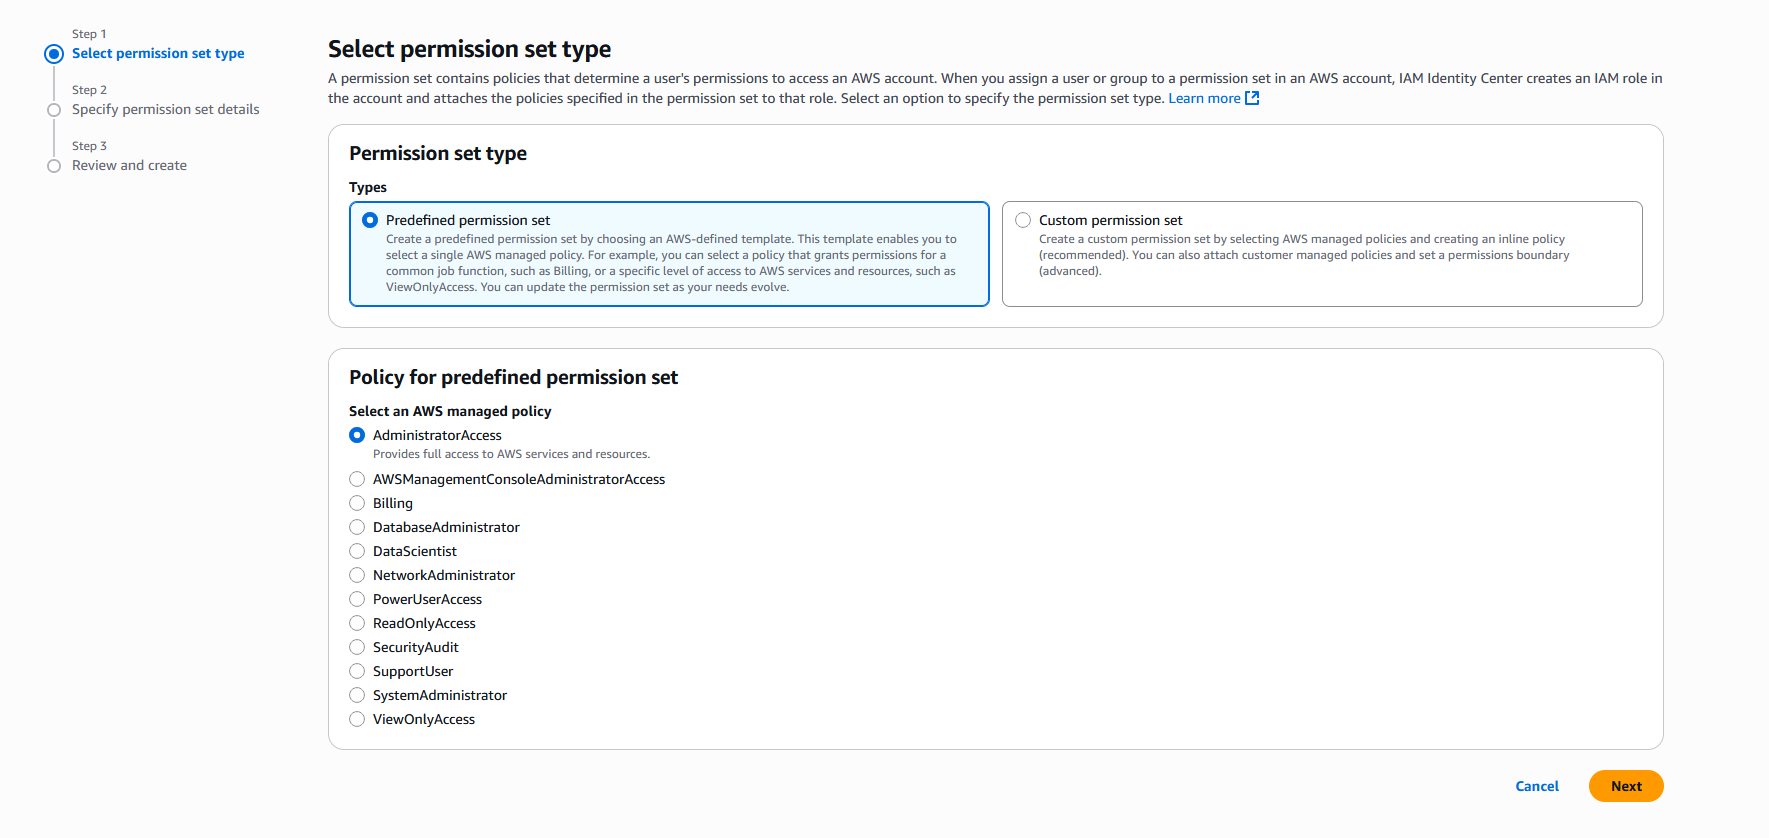 Step 1
Select permission set type
Step 2
Specify permission set details
Step 3
Review and create
Select permission set type
A permission set contains policies that determine a user's permissions to access an AWS account. When you assign a user or group to a permission set in an AWS account, IAM Identity Center creates an IAM role in
the account and attaches the policies specified in the permission set to that role. Select an option to specify the permission set type. Learn more
Permission set type
Types
Predefined permission set
Create a predefined permission set by choosing an AWS-defined template. This template enables you to
select a single AWS managed policy. For example, you can select a policy that grants permissions for a
common job function, such as Billing, or a specific level of access to AWS services and resources, such as
ViewOnlyAccess. You can update the permission set as your needs evolve.
Custom permission set
Create a custom permission set by selecting AWS managed policies and creating an inline policy
(recommended). You can also attach customer managed policies and set a permissions boundary
(advanced).
Policy for predefined permission set
Select an AWS managed policy
AdministratorAccess
Provides full access to AWS services and resources.
AWSManagementConsoleAdministratorAccess
Billing
DatabaseAdministrator
DataScientist
NetworkAdministrator
PowerUserAccess
ReadOnlyAccess
SecurityAudit
SupportUser
SystemAdministrator
ViewOnlyAccess
Cancel
Next